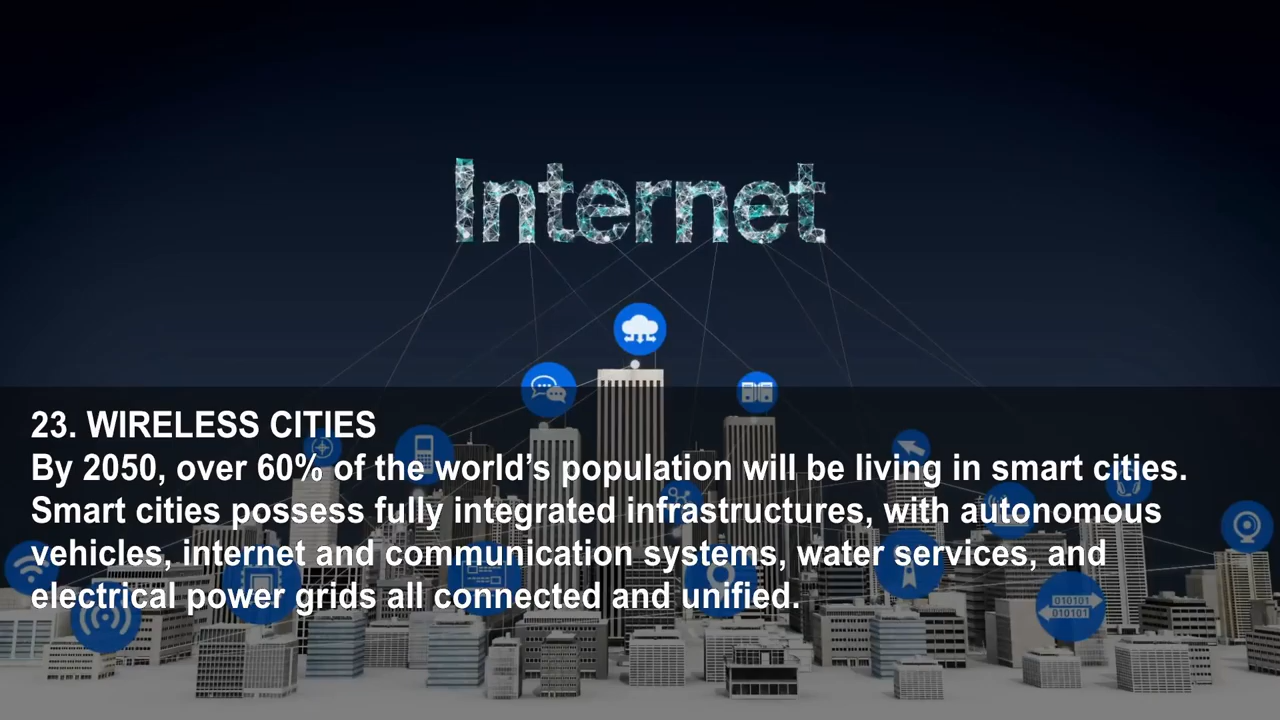 Internet
23. WIRELESS CITIES
By 2050, over 60% of the world’s population will be living in smart cities.
Smart cities possess fully integrated infrastructures, with autonomous
vehicles, internet and communication systems, water services, and
electrical power grids all connected and unified.
010101
010101